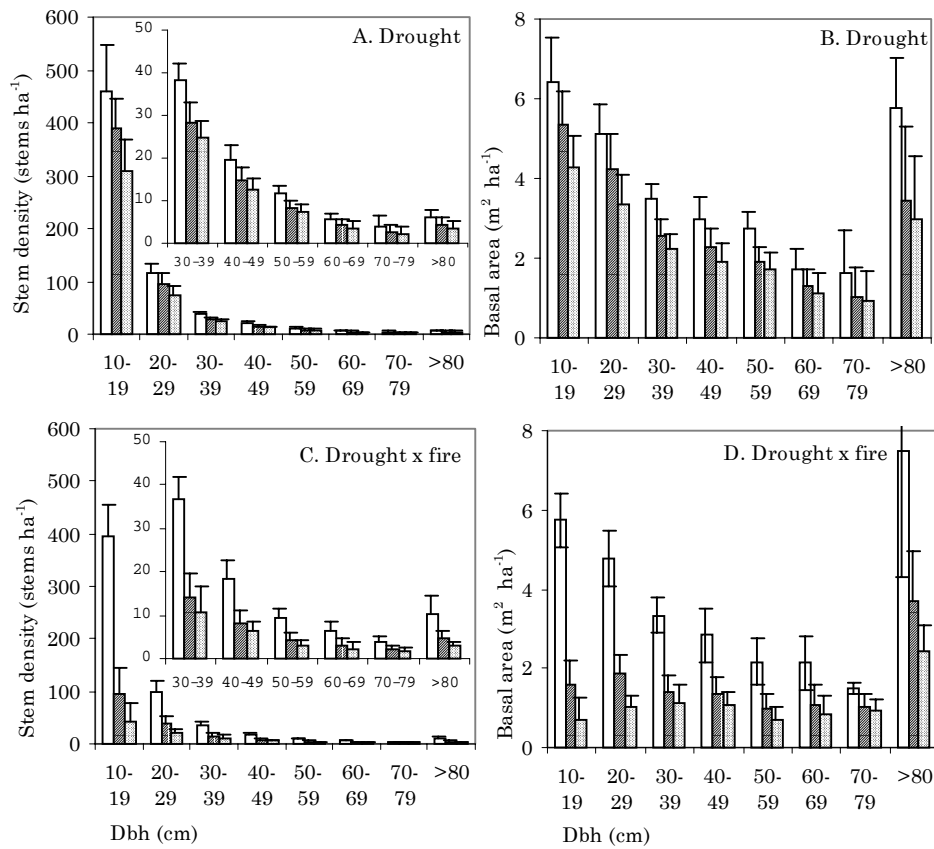 A. Drought
Stem density (stems ha⁻¹)
600
500
400
300
200
100
0
50
40
30
20
10
0
30-39 40-49 50-59 60-69 70-79 >80
10- 20- 30- 40- 50- 60- 70- >80
19 29 39 49 59 69 79
B. Drought
Basal area (m² ha⁻¹)
8
6
4
2
0
10- 20- 30- 40- 50- 60- 70- >80
19 29 39 49 59 69 79
C. Drought x fire
Stem density (stems ha⁻¹)
600
500
400
300
200
100
0
50
40
30
20
10
0
30-39 40-49 50-59 60-69 70-79 >80
10- 20- 30- 40- 50- 60- 70- >80
19 29 39 49 59 69 79
Dbh (cm)
D. Drought x fire
Basal area (m² ha⁻¹)
8
6
4
2
0
10- 20- 30- 40- 50- 60- 70- >80
19 29 39 49 59 69 79
Dbh (cm)